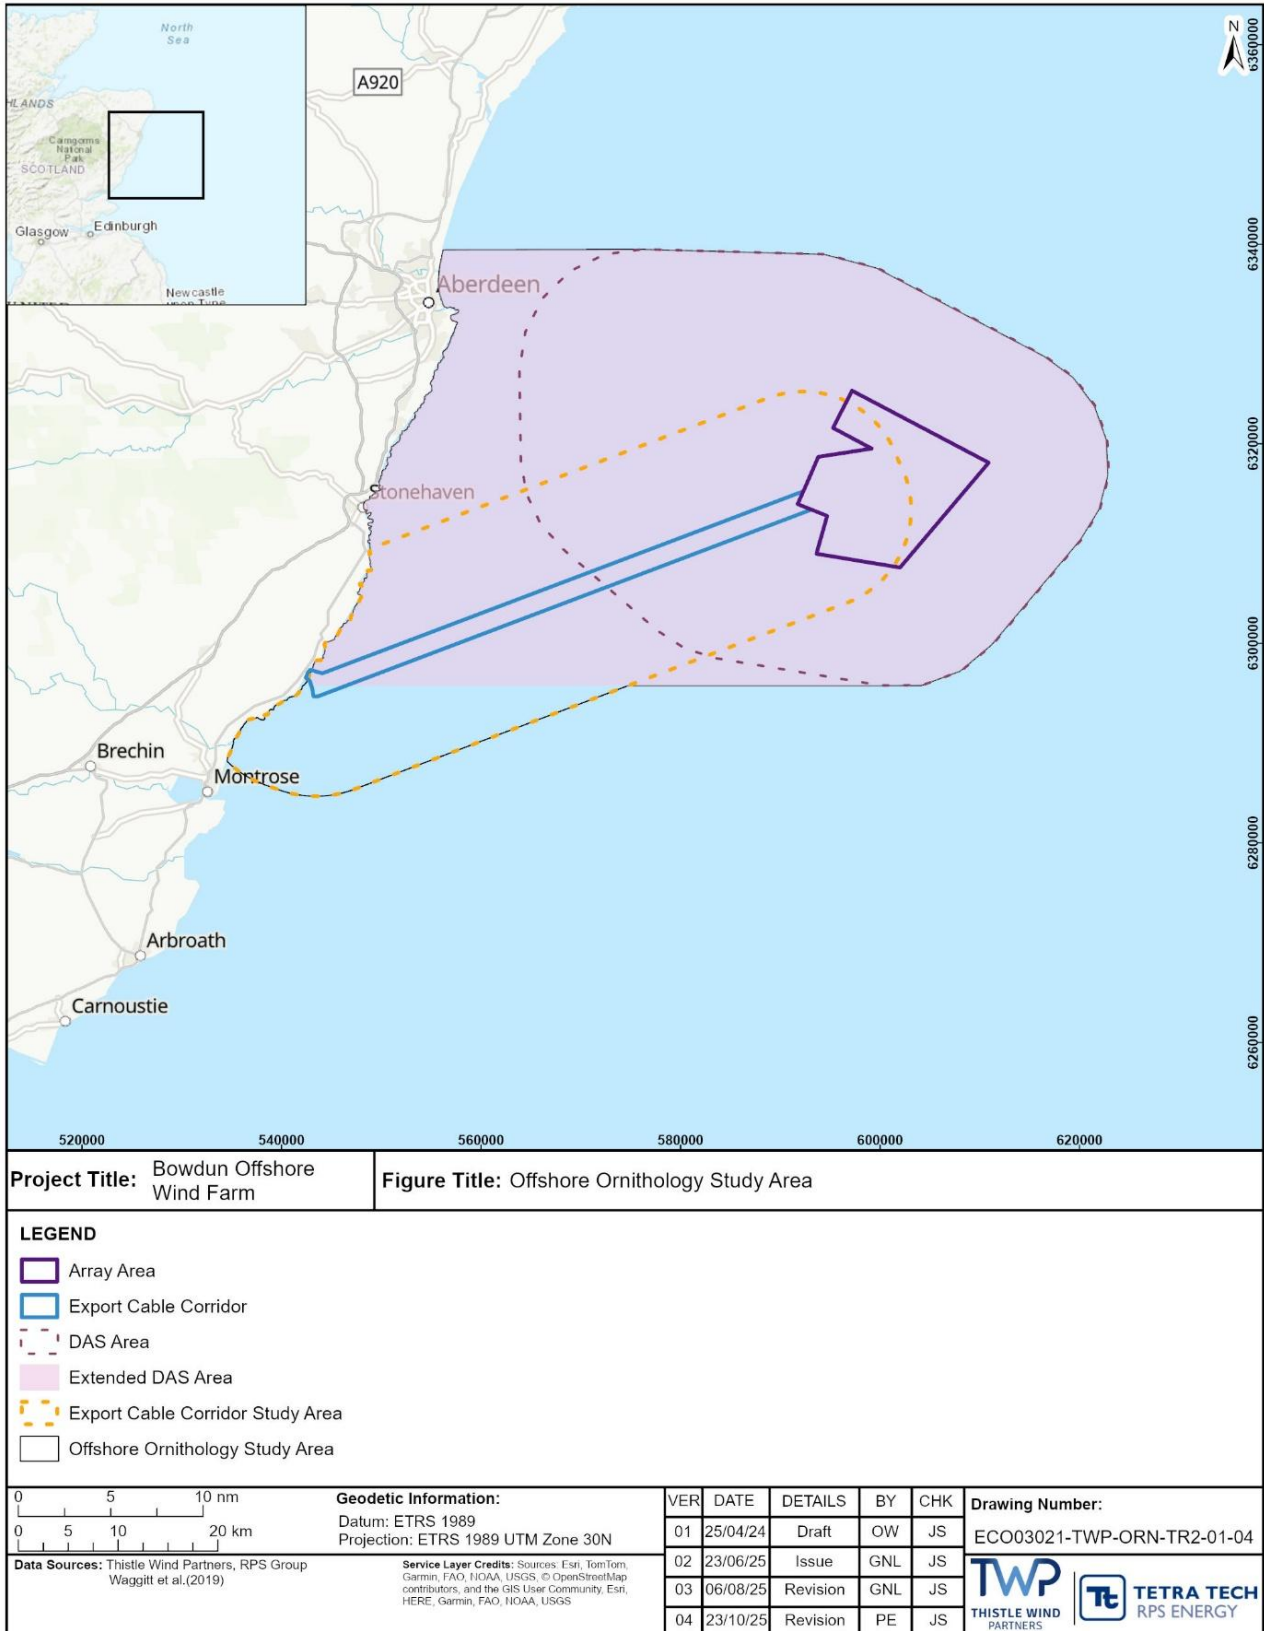 North
Sea
HLANDS
Cairngorms
National
Park
SCOTLAND
Glasgow
Edinburgh
Newcastle
upon Tyne
A920
N
Aberdeen
Stonehaven
Brechin
Montrose
Arbroath
Carnoustie
6360000
6340000
6320000
6300000
6280000
6260000
520000 540000 560000 580000 600000 620000
Project Title: Bowdun Offshore
Wind Farm
Figure Title: Offshore Ornithology Study Area
LEGEND
Array Area
Export Cable Corridor
DAS Area
Extended DAS Area
Export Cable Corridor Study Area
Offshore Ornithology Study Area
0 5 10 nm
0 5 10 20 km
Geodetic Information:
Datum: ETRS 1989
Projection: ETRS 1989 UTM Zone 30N
Data Sources: Thistle Wind Partners, RPS Group
Waggitt et al.(2019)
Service Layer Credits: Sources: Esri, TomTom,
Garmin, FAO, NOAA, USGS, © OpenStreetMap
contributors, and the GIS User Community, Esri,
HERE, Garmin, FAO, NOAA, USGS
VER DATE DETAILS BY CHK
01 25/04/24 Draft OW JS
02 23/06/25 Issue GNL JS
03 06/08/25 Revision GNL JS
04 23/10/25 Revision PE JS
Drawing Number:
ECO03021-TWP-ORN-TR2-01-04
TWP
THISTLE WIND
PARTNERS
Tt
TETRA TECH
RPS ENERGY